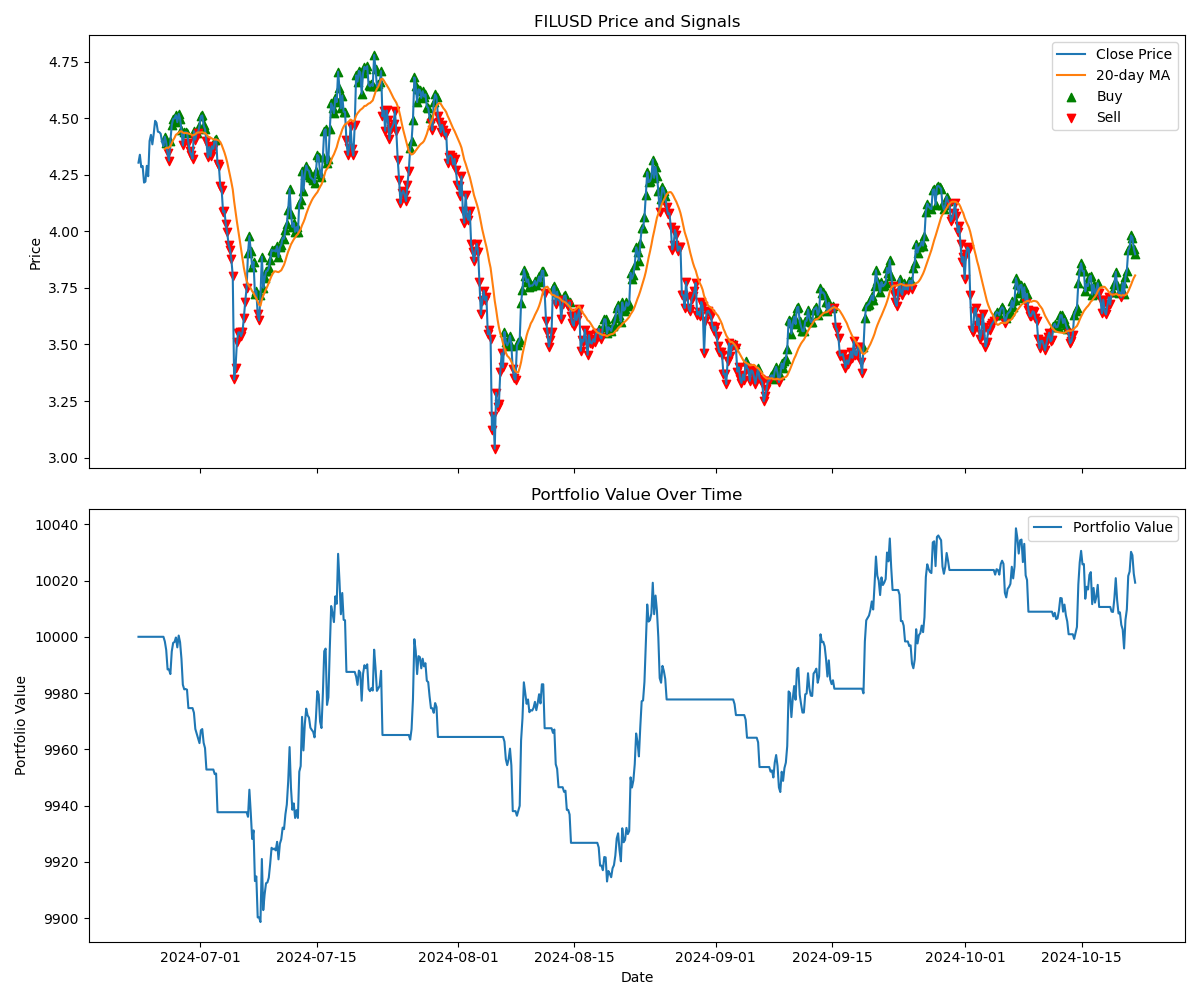 FILUSD Price and Signals
Price
4.75
4.50
4.25
4.00
3.75
3.50
3.25
3.00
Close Price
20-day MA
Buy
Sell
Portfolio Value Over Time
Portfolio Value
10040
10020
10000
9980
9960
9940
9920
9900
Portfolio Value
2024-07-01
2024-07-15
2024-08-01
2024-08-15
2024-09-01
2024-09-15
2024-10-01
2024-10-15
Date